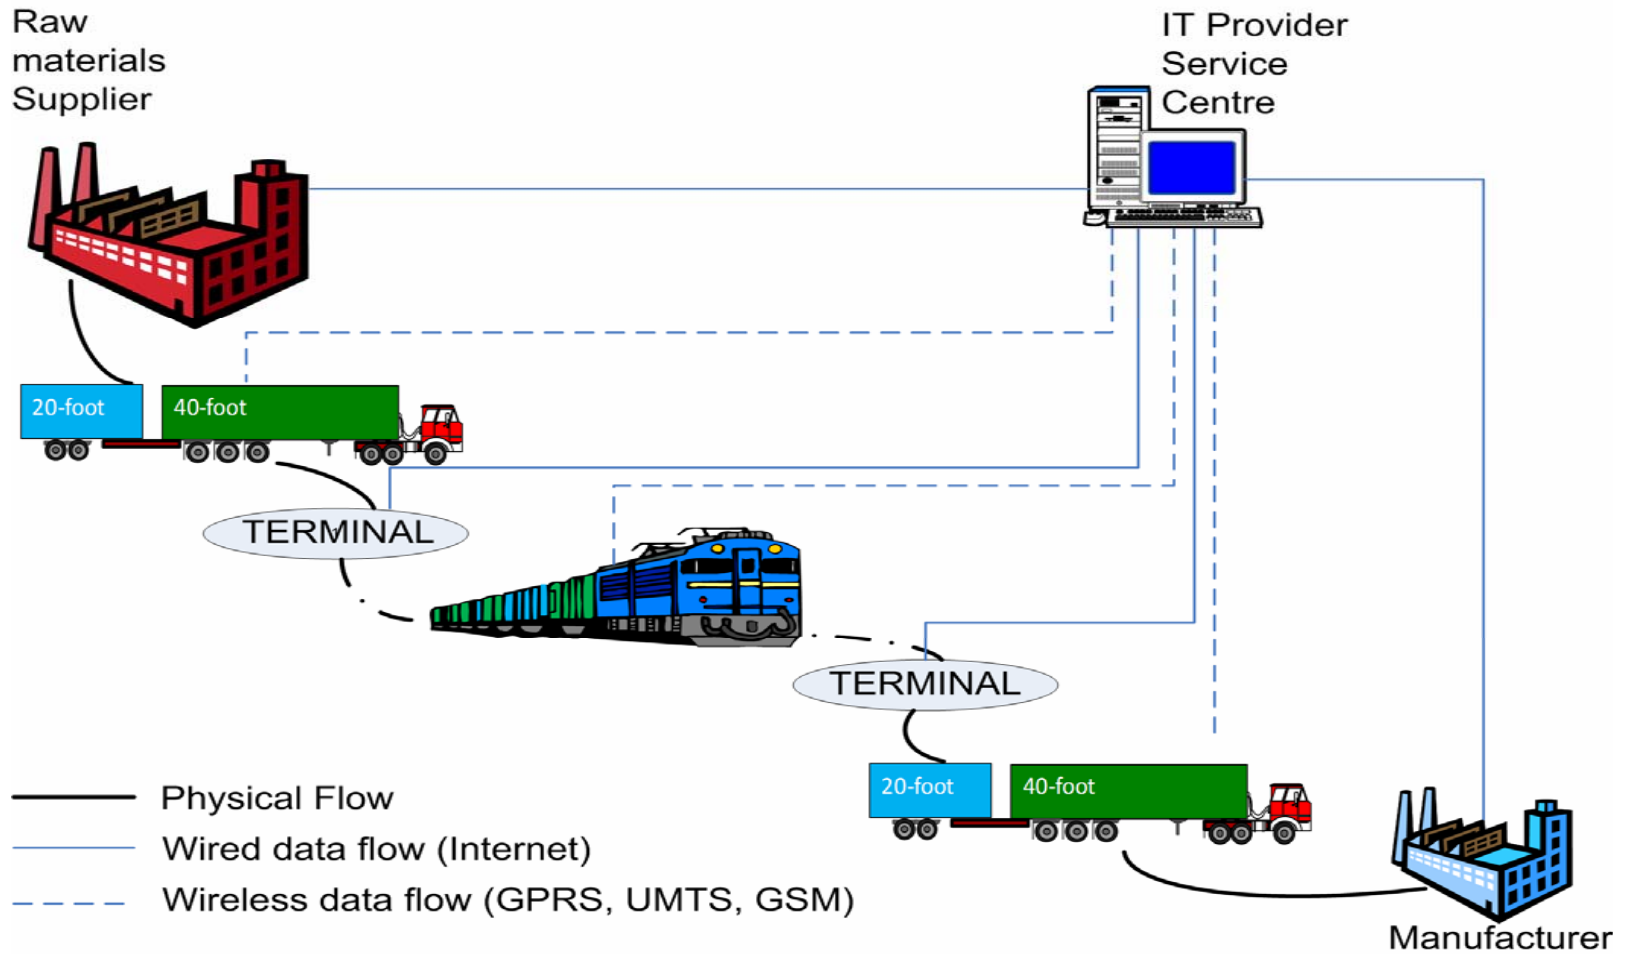 Raw
materials
Supplier
IT Provider
Service
Centre
20-foot
40-foot
TERMINAL
TERMINAL
20-foot
40-foot
Physical Flow
Wired data flow (Internet)
Wireless data flow (GPRS, UMTS, GSM)
Manufacturer